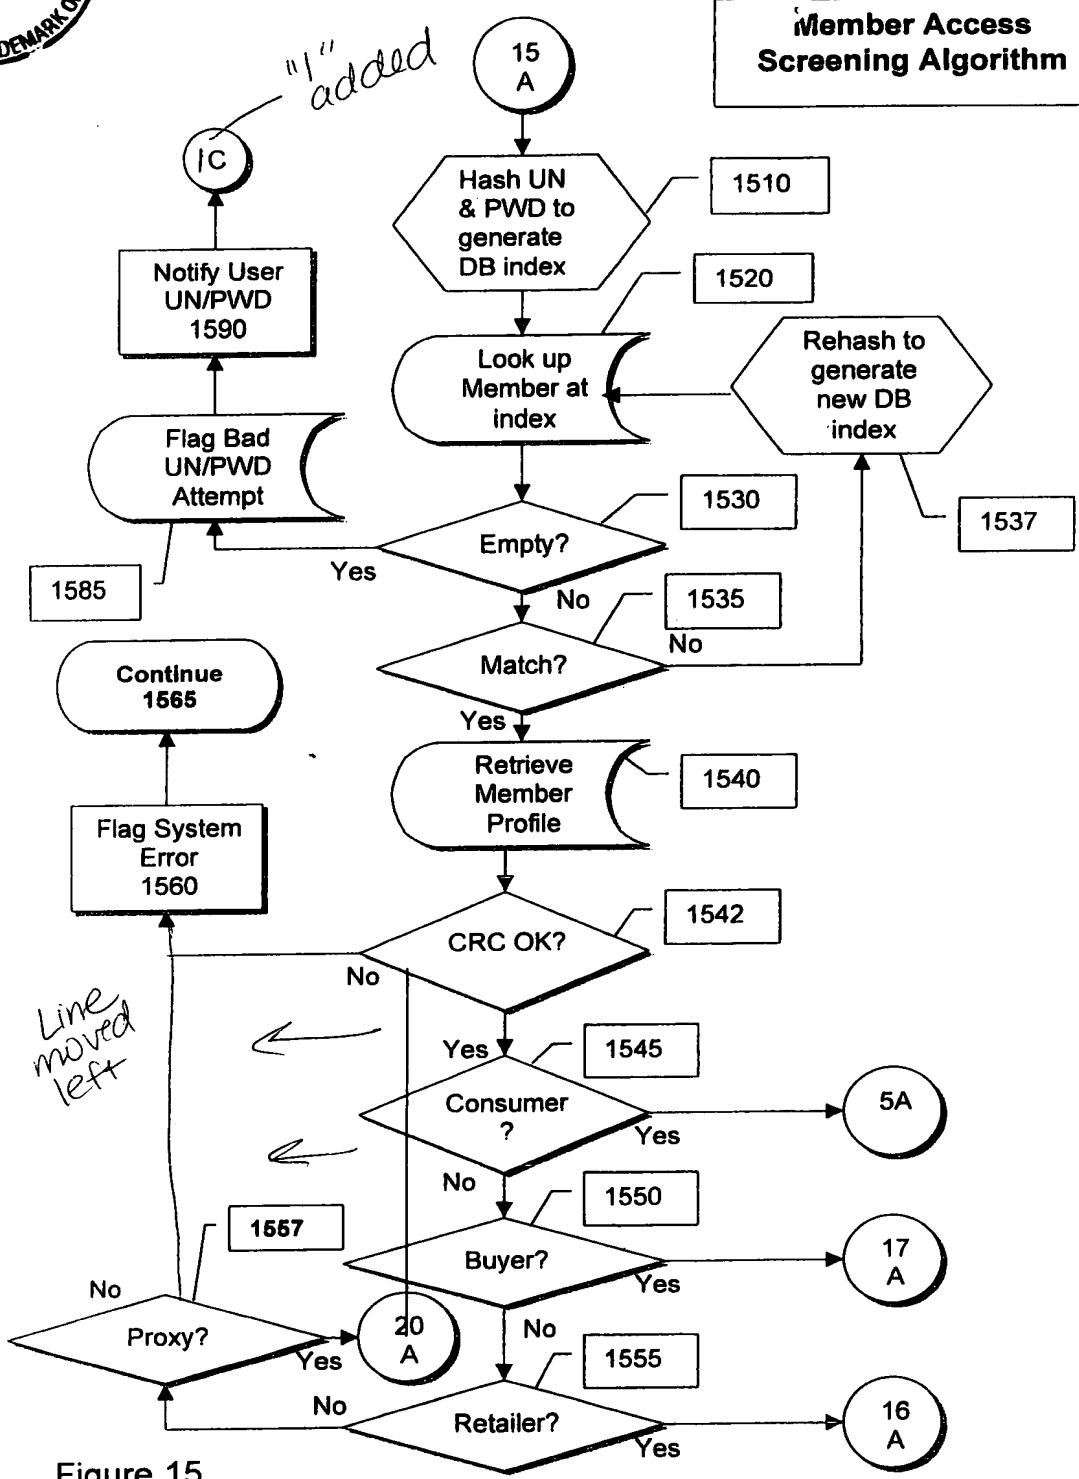 DEMARK O
Member Access
Screening Algorithm
"1"
added
15
A
1C
Hash UN
& PWD to
generate
DB index
1510
Notify User
UN/PWD
1590
1520
Look up
Member at
index
Rehash to
generate
new DB
index
Flag Bad
UN/PWD
Attempt
1530
1537
Empty?
Yes
No
1585
1535
No
Match?
Continue
1565
Yes
Retrieve
Member
Profile
1540
Flag System
Error
1560
1542
CRC OK?
No
Line
moved
left
Yes
1545
Consumer
?
Yes
5A
No
1550
1557
Buyer?
Yes
17
A
No
Proxy?
Yes
20
A
No
1555
No
Retailer?
Yes
16
A
Figure 15